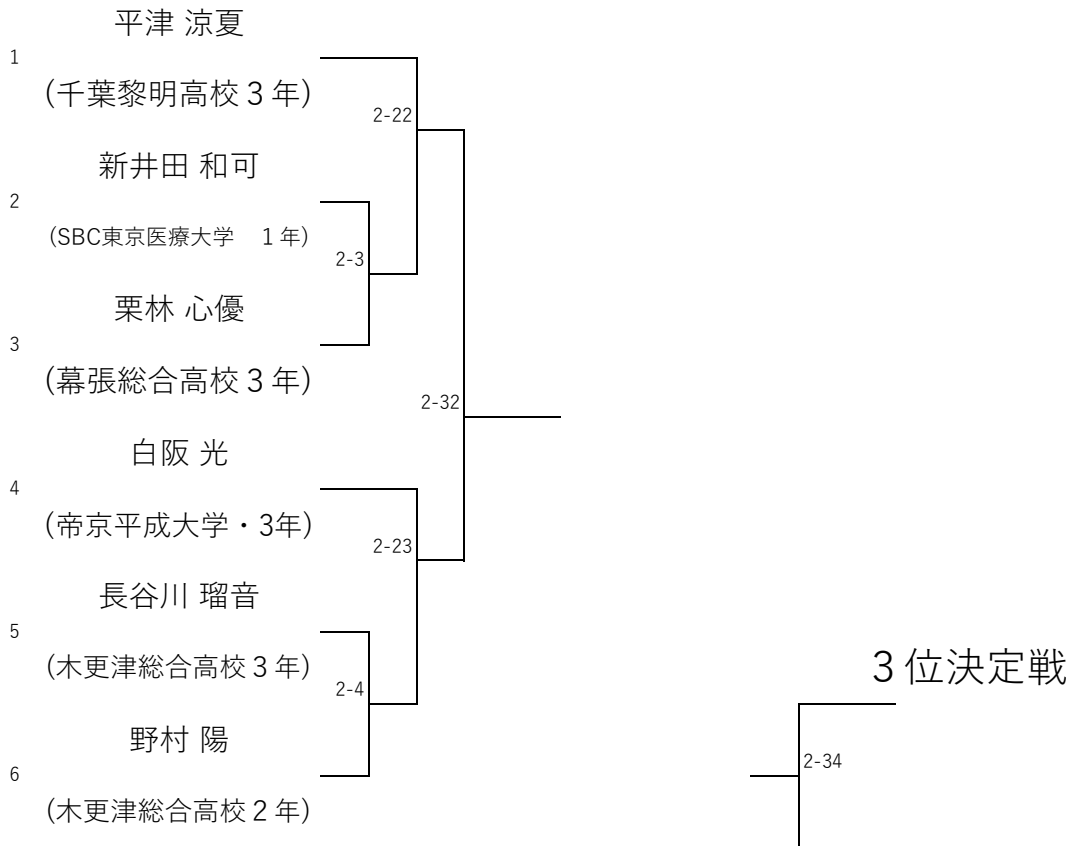 平津 涼夏
1
(千葉黎明高校３年)
2-22
新井田 和可
2
(SBC東京医療大学　１年)
2-3
栗林 心優
3
(幕張総合高校３年)
2-32
白阪 光
4
(帝京平成大学・3年)
2-23
長谷川 瑠音
5
(木更津総合高校３年)
３位決定戦
2-4
野村 陽
2-34
6
(木更津総合高校２年)